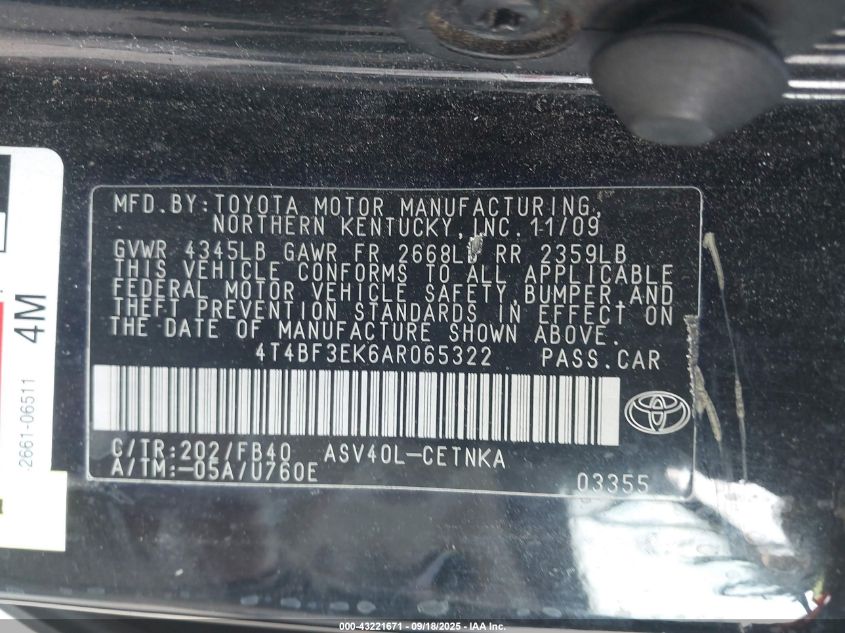 MFD.BY:TOYOTA MOTOR MANUFACTURING,
NORTHERN KENTUCKY, INC. 11/09
GVWR 4345LB GAWR FR 2668LB RR 2359LB
THIS VEHICLE CONFORMS TO ALL APPLICABLE
FEDERAL MOTOR VEHICLE SAFETY, BUMPER, AND
THEFT PREVENTION STANDARDS IN EFFECT ON
THE DATE OF MANUFACTURE SHOWN ABOVE.
4T4BF3EK6AR065322 PASS.CAR
C/TR:202/FB40 ASV40L-CETNKA
A/TM:-05A/U760E
03355
4M
2661-06511
000-43221671 - 09/18/2025 - IAA Inc.